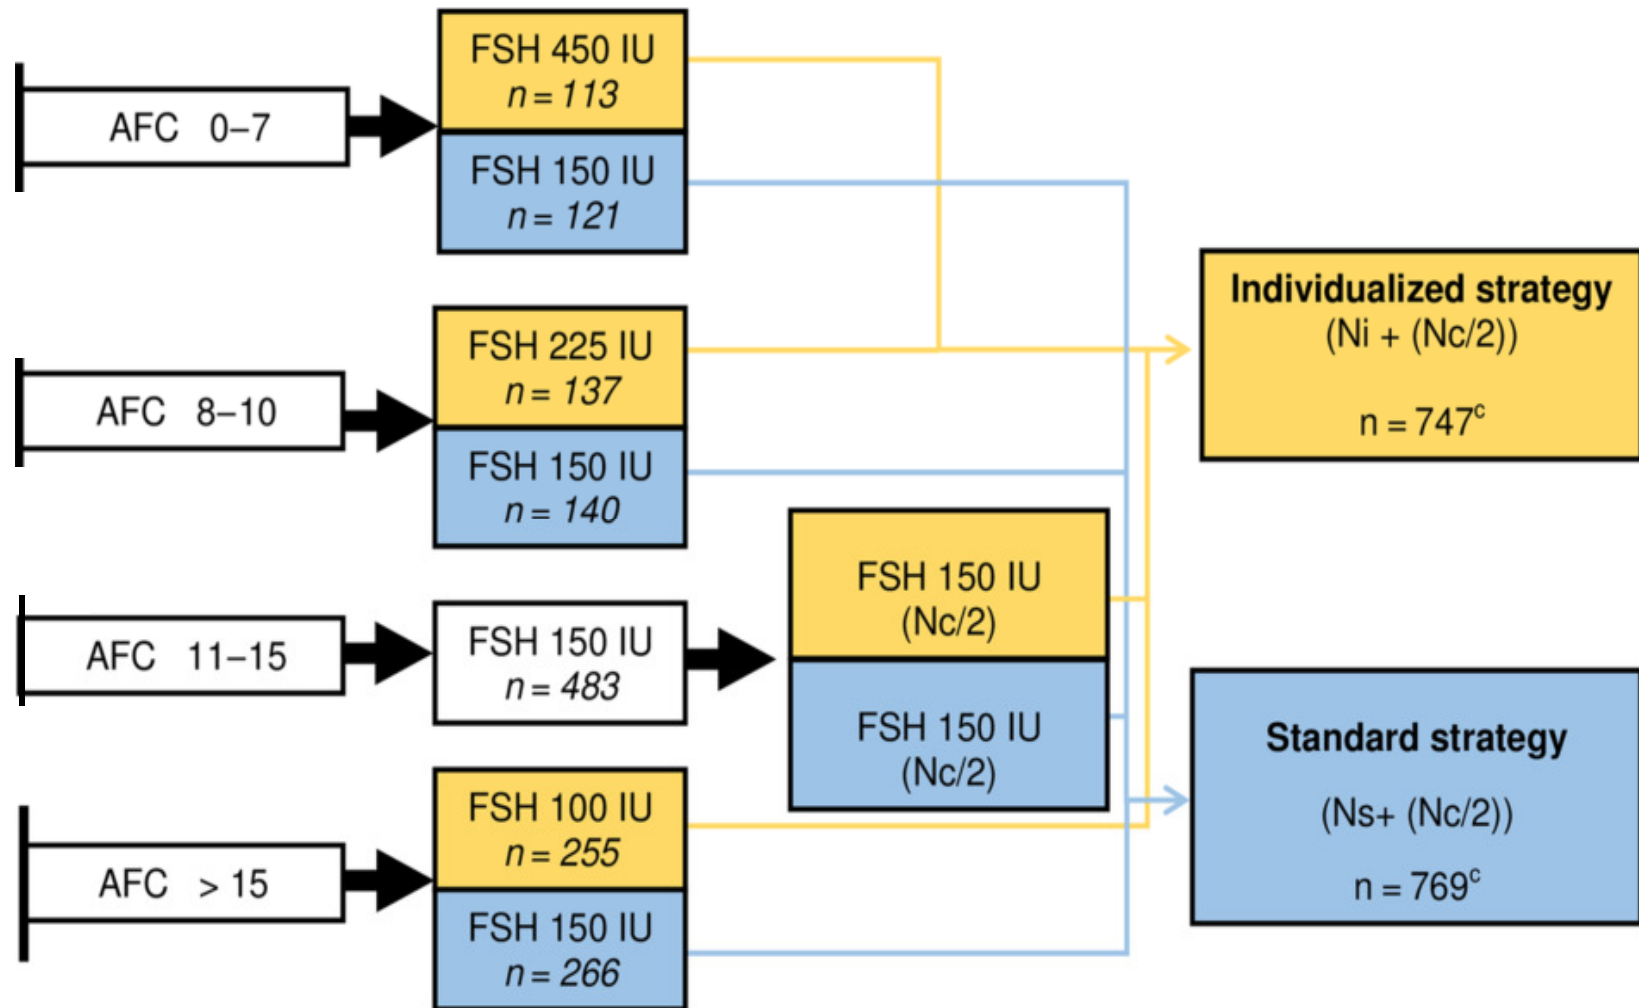 AFC 0–7
FSH 450 IU
n = 113
FSH 150 IU
n = 121
AFC 8–10
FSH 225 IU
n = 137
FSH 150 IU
n = 140
AFC 11–15
FSH 150 IU
n = 483
FSH 150 IU
(Nc/2)
FSH 150 IU
(Nc/2)
AFC > 15
FSH 100 IU
n = 255
FSH 150 IU
n = 266
Individualized strategy
(Ni + (Nc/2))
n = 747ᶜ
Standard strategy
(Ns+ (Nc/2))
n = 769ᶜ